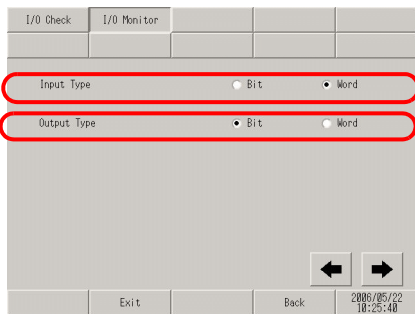 I/O Check I/O Monitor
Input Type Bit Word
Output Type Bit Word
Exit Back 2006/05/22
10:25:40